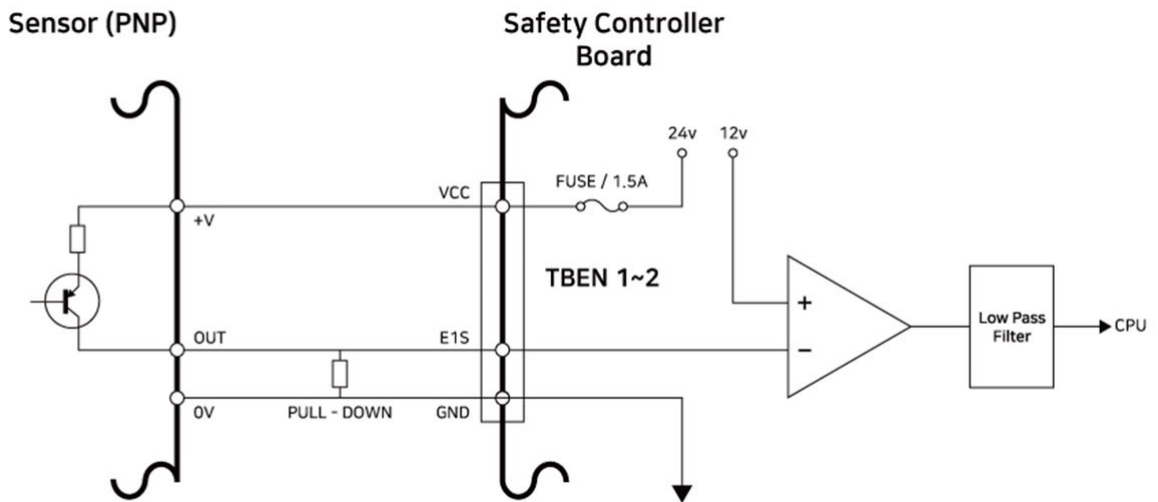 Sensor (PNP)
Safety Controller
Board
24v 12v
FUSE / 1.5A
VCC
+V
TBEN 1~2
+
OUT
E1S
−
Low Pass
Filter
CPU
0V
PULL - DOWN
GND